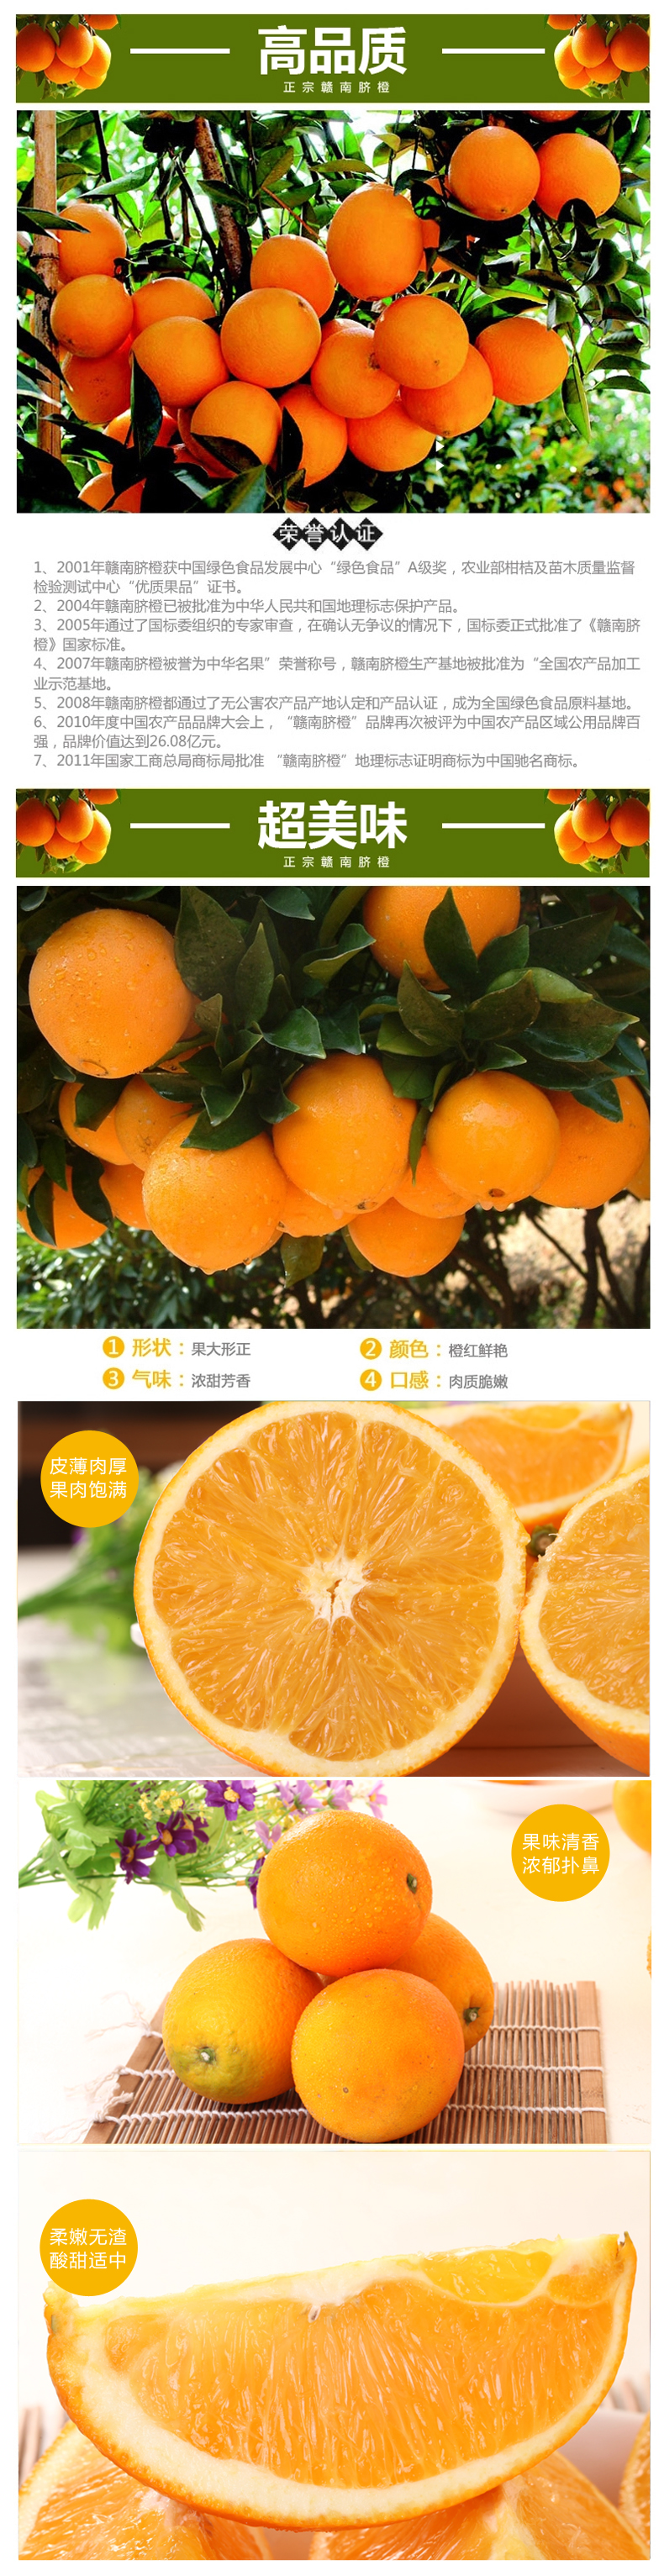 高品质
正宗赣南脐橙
荣誉认证
1、2001年赣南脐橙获中国绿色食品发展中心“绿色食品”A级奖，农业部柑桔及苗木质量监督
检验测试中心“优质果品”证书。
2、2004年赣南脐橙已被批准为中华人民共和国地理标志保护产品。
3、2005年通过了国标委组织的专家审查，在确认无争议的情况下，国标委正式批准了《赣南脐
橙》国家标准。
4、2007年赣南脐橙被誉为中华名果”荣誉称号，赣南脐橙生产基地被批准为“全国农产品加工
业示范基地。
5、2008年赣南脐橙都通过了无公害农产品产地认定和产品认证，成为全国绿色食品原料基地。
6、2010年度中国农产品品牌大会上，“赣南脐橙”品牌再次被评为中国农产品区域公用品牌百
强，品牌价值达到26.08亿元。
7、2011年国家工商总局商标局批准 “赣南脐橙”地理标志证明商标为中国驰名商标。
超美味
正宗赣南脐橙
1 形状：果大形正
2 颜色：橙红鲜艳
3 气味：浓甜芳香
4 口感：肉质脆嫩
皮薄肉厚
果肉饱满
果味清香
浓郁扑鼻
柔嫩无渣
酸甜适中